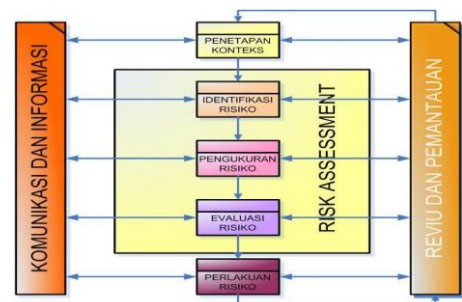 KOMUNIKASI DAN INFORMASI
PENETAPAN
KONTEKS
IDENTIFIKASI
RISIKO
PENGUKURAN
RISIKO
EVALUASI
RISIKO
PERLAKUAN
RISIKO
RISK ASSESSMENT
REVIU DAN PEMANTAUAN